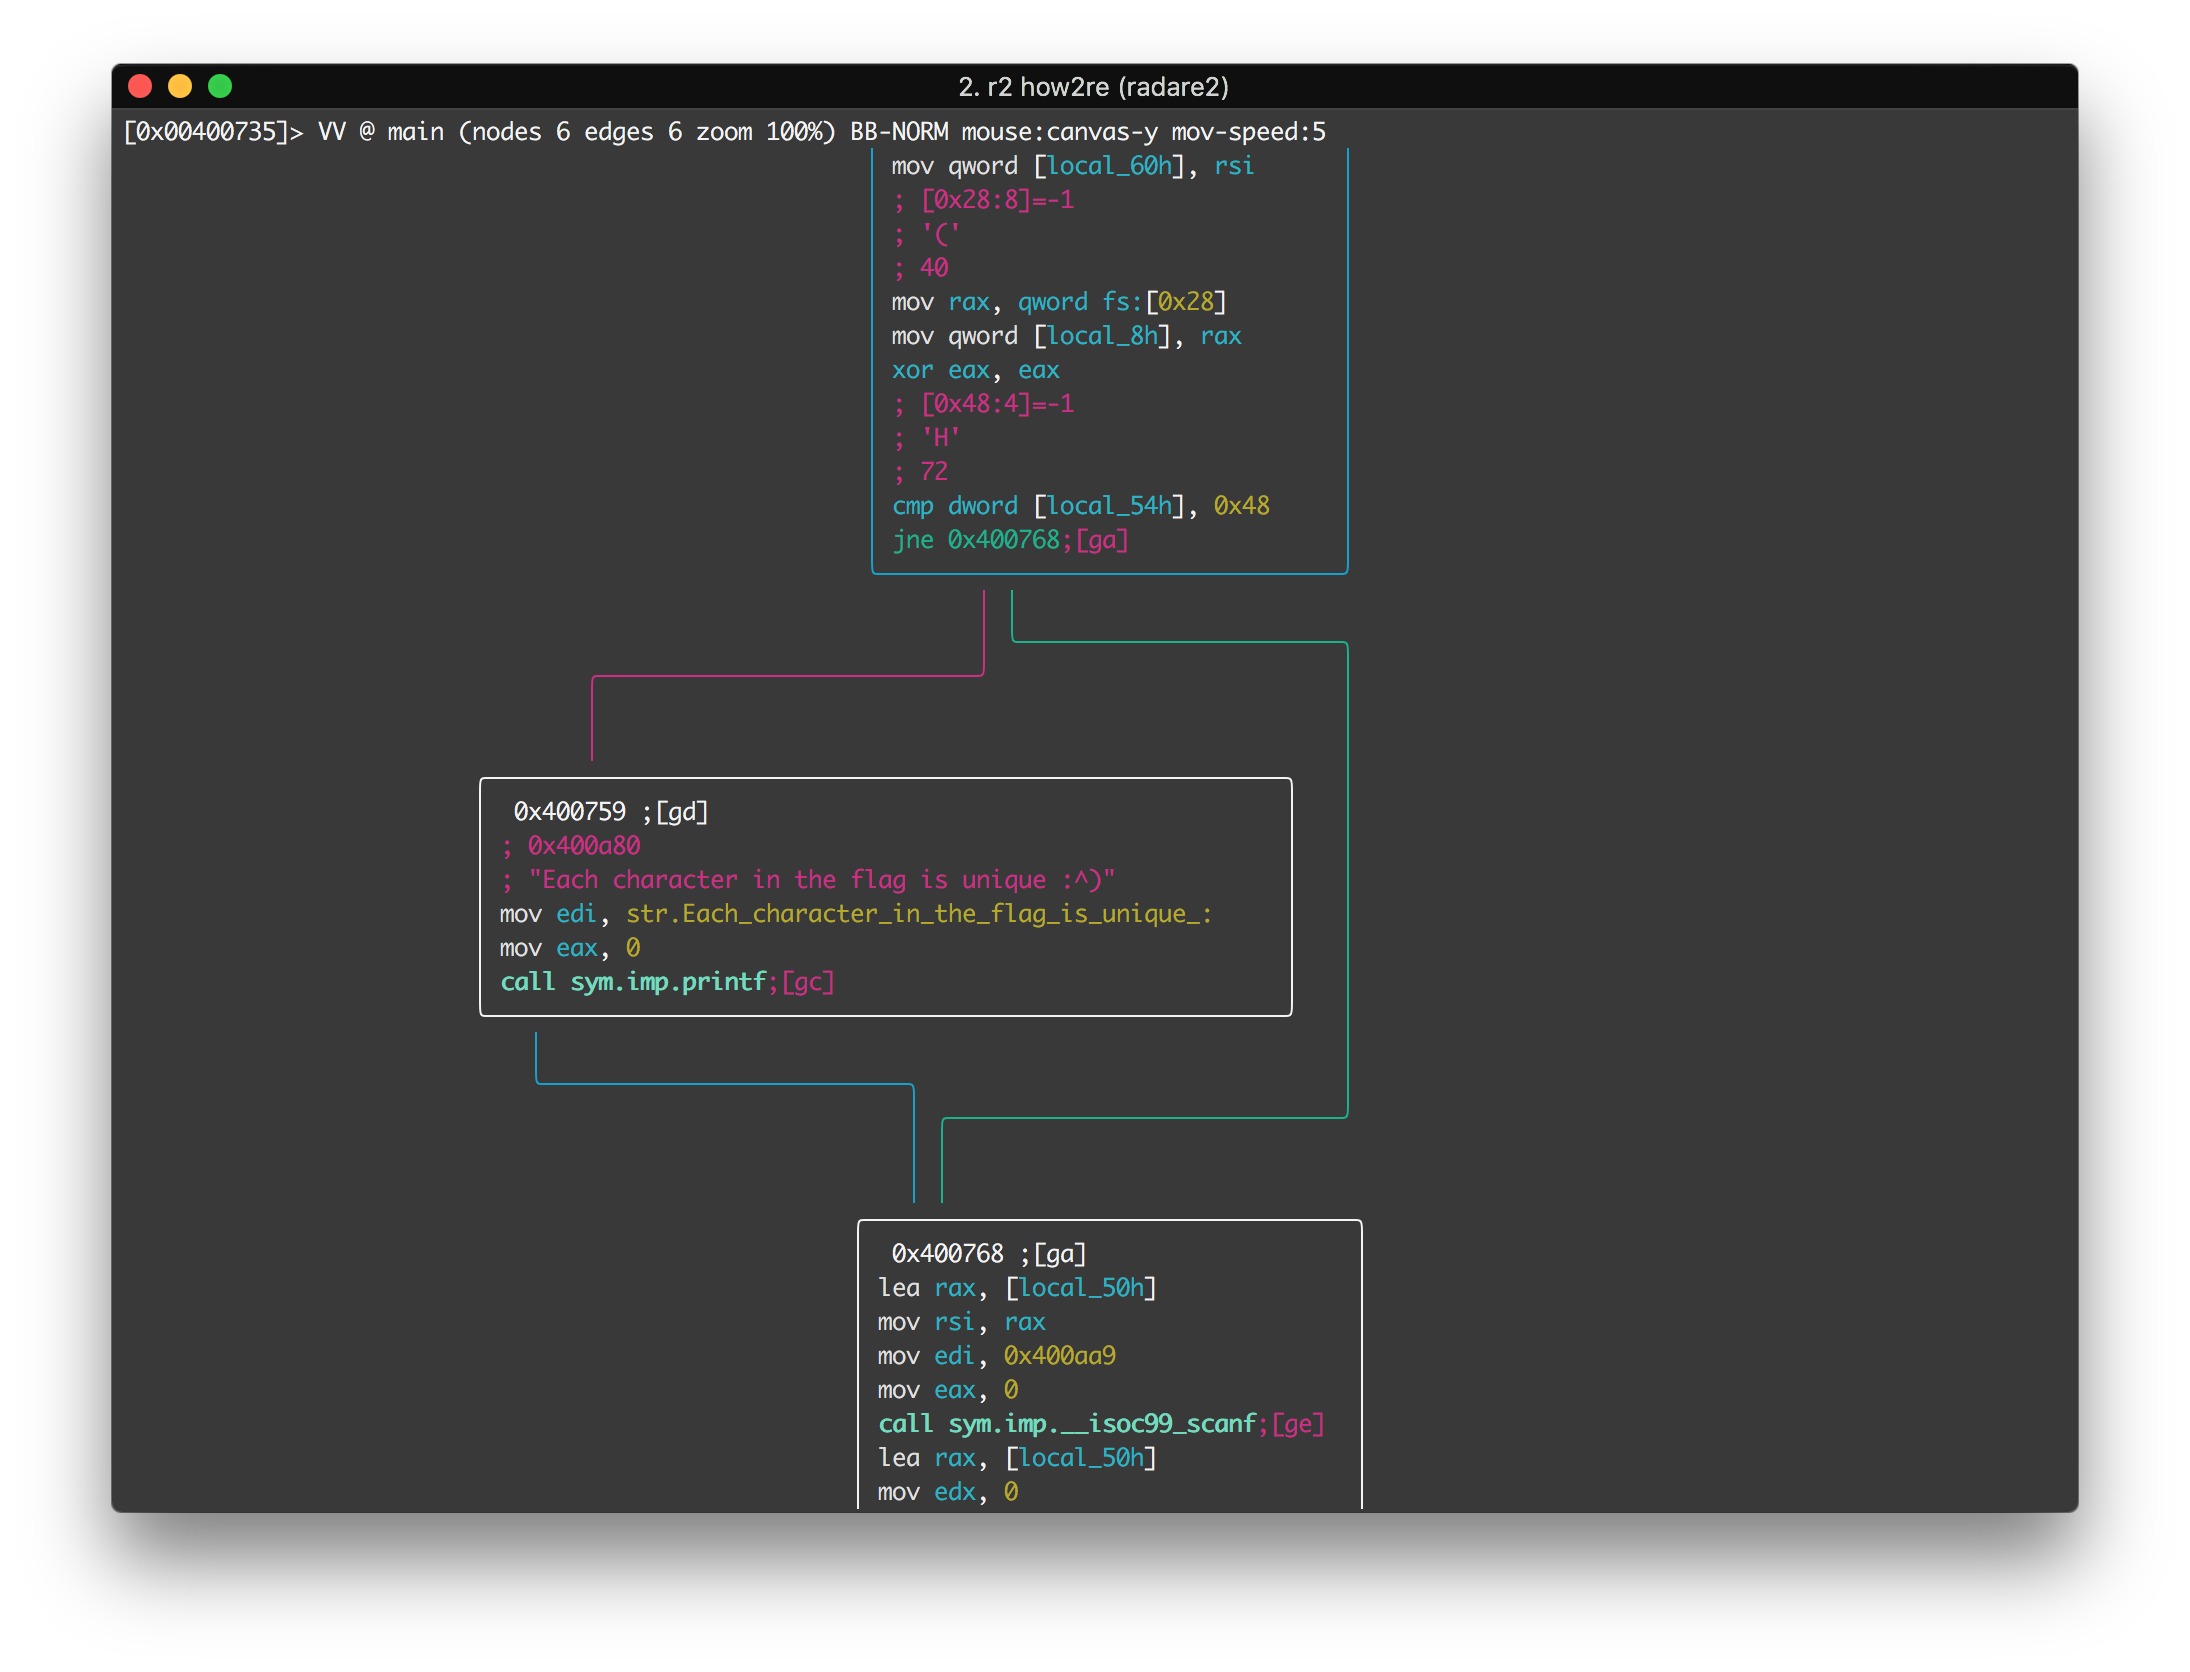 2. r2 how2re (radare2)
[0x00400735]> VV @ main (nodes 6 edges 6 zoom 100%) BB-NORM mouse:canvas-y mov-speed:5
mov qword [local_60h], rsi
; [0x28:8]=-1
; '('
; 40
mov rax, qword fs:[0x28]
mov qword [local_8h], rax
xor eax, eax
; [0x48:4]=-1
; 'H'
; 72
cmp dword [local_54h], 0x48
jne 0x400768;[ga]
0x400759 ;[gd]
; 0x400a80
; "Each character in the flag is unique :^)"
mov edi, str.Each_character_in_the_flag_is_unique_:
mov eax, 0
call sym.imp.printf;[gc]
0x400768 ;[ga]
lea rax, [local_50h]
mov rsi, rax
mov edi, 0x400aa9
mov eax, 0
call sym.imp.__isoc99_scanf;[ge]
lea rax, [local_50h]
mov edx, 0